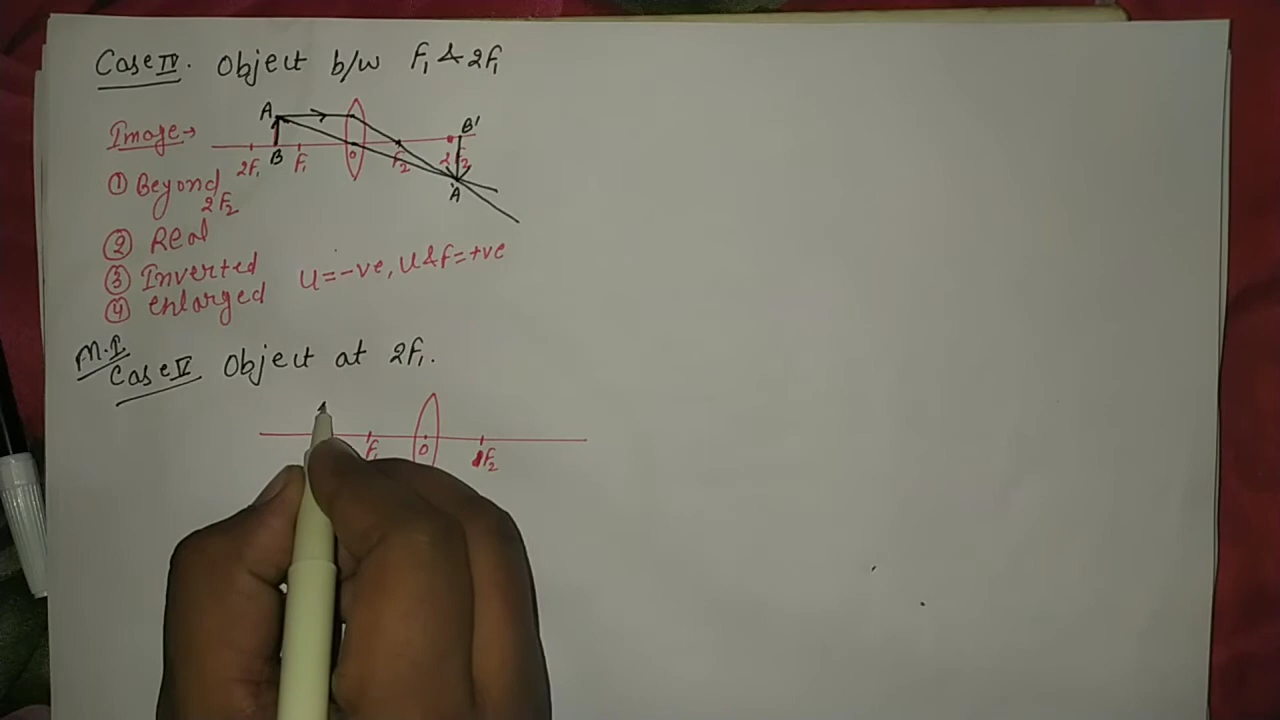 Case IV. Object b/w F1 & 2F1
A
B'
Image→
2F1 B F1 O F2 2F2
① Beyond
2F2
A
② Real
③ Inverted
u=-ve, u&f=+ve
④ enlarged
M.I
Case V Object at 2F1.
F1 O F2